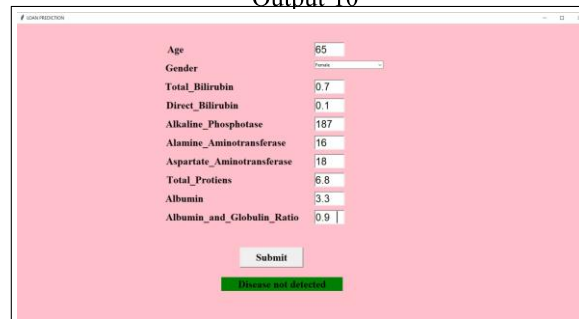 Output 10
LOAN PREDICTION
Age 65
Gender Female
Total_Bilirubin 0.7
Direct_Bilirubin 0.1
Alkaline_Phosphotase 187
Alamine_Aminotransferase 16
Aspartate_Aminotransferase 18
Total_Protiens 6.8
Albumin 3.3
Albumin_and_Globulin_Ratio 0.9
Submit
Disease not detected